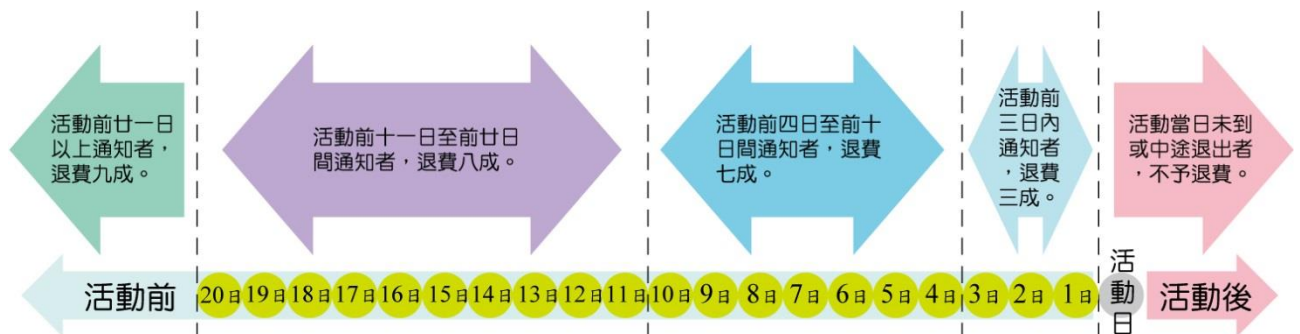 活動前廿一日
以上通知者，
退費九成。
活動前十一日至前廿日
間通知者，退費八成。
活動前四日至前十
日間通知者，退費
七成。
活動前
三日內
通知者
，退費
三成。
活動當日未到
或中途退出者
，不予退費。
活動前
20日 19日 18日 17日 16日 15日 14日 13日 12日 11日 10日 9日 8日 7日 6日 5日 4日 3日 2日 1日
活
動
日
活動後